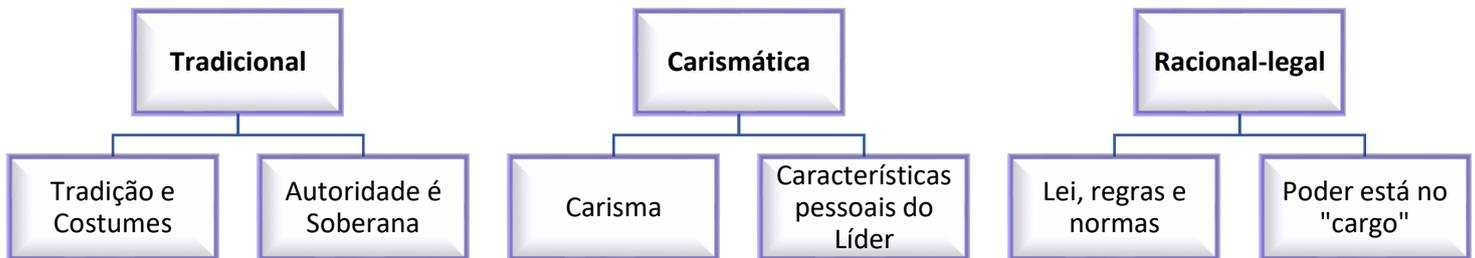 Tradicional
Carismática
Racional-legal
Tradição e
Costumes
Autoridade é
Soberana
Carisma
Características
pessoais do
Líder
Lei, regras e
normas
Poder está no
"cargo"